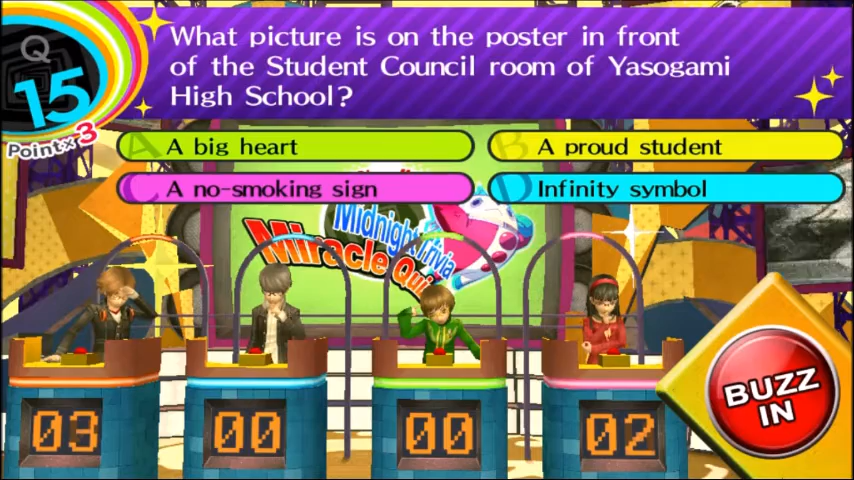 Q
15
Point×3
What picture is on the poster in front
of the Student Council room of Yasogami
High School?
A A big heart
B A proud student
C A no-smoking sign
D Infinity symbol
Midnight Trivia
Miracle Qui
03
00
00
02
BUZZ
IN